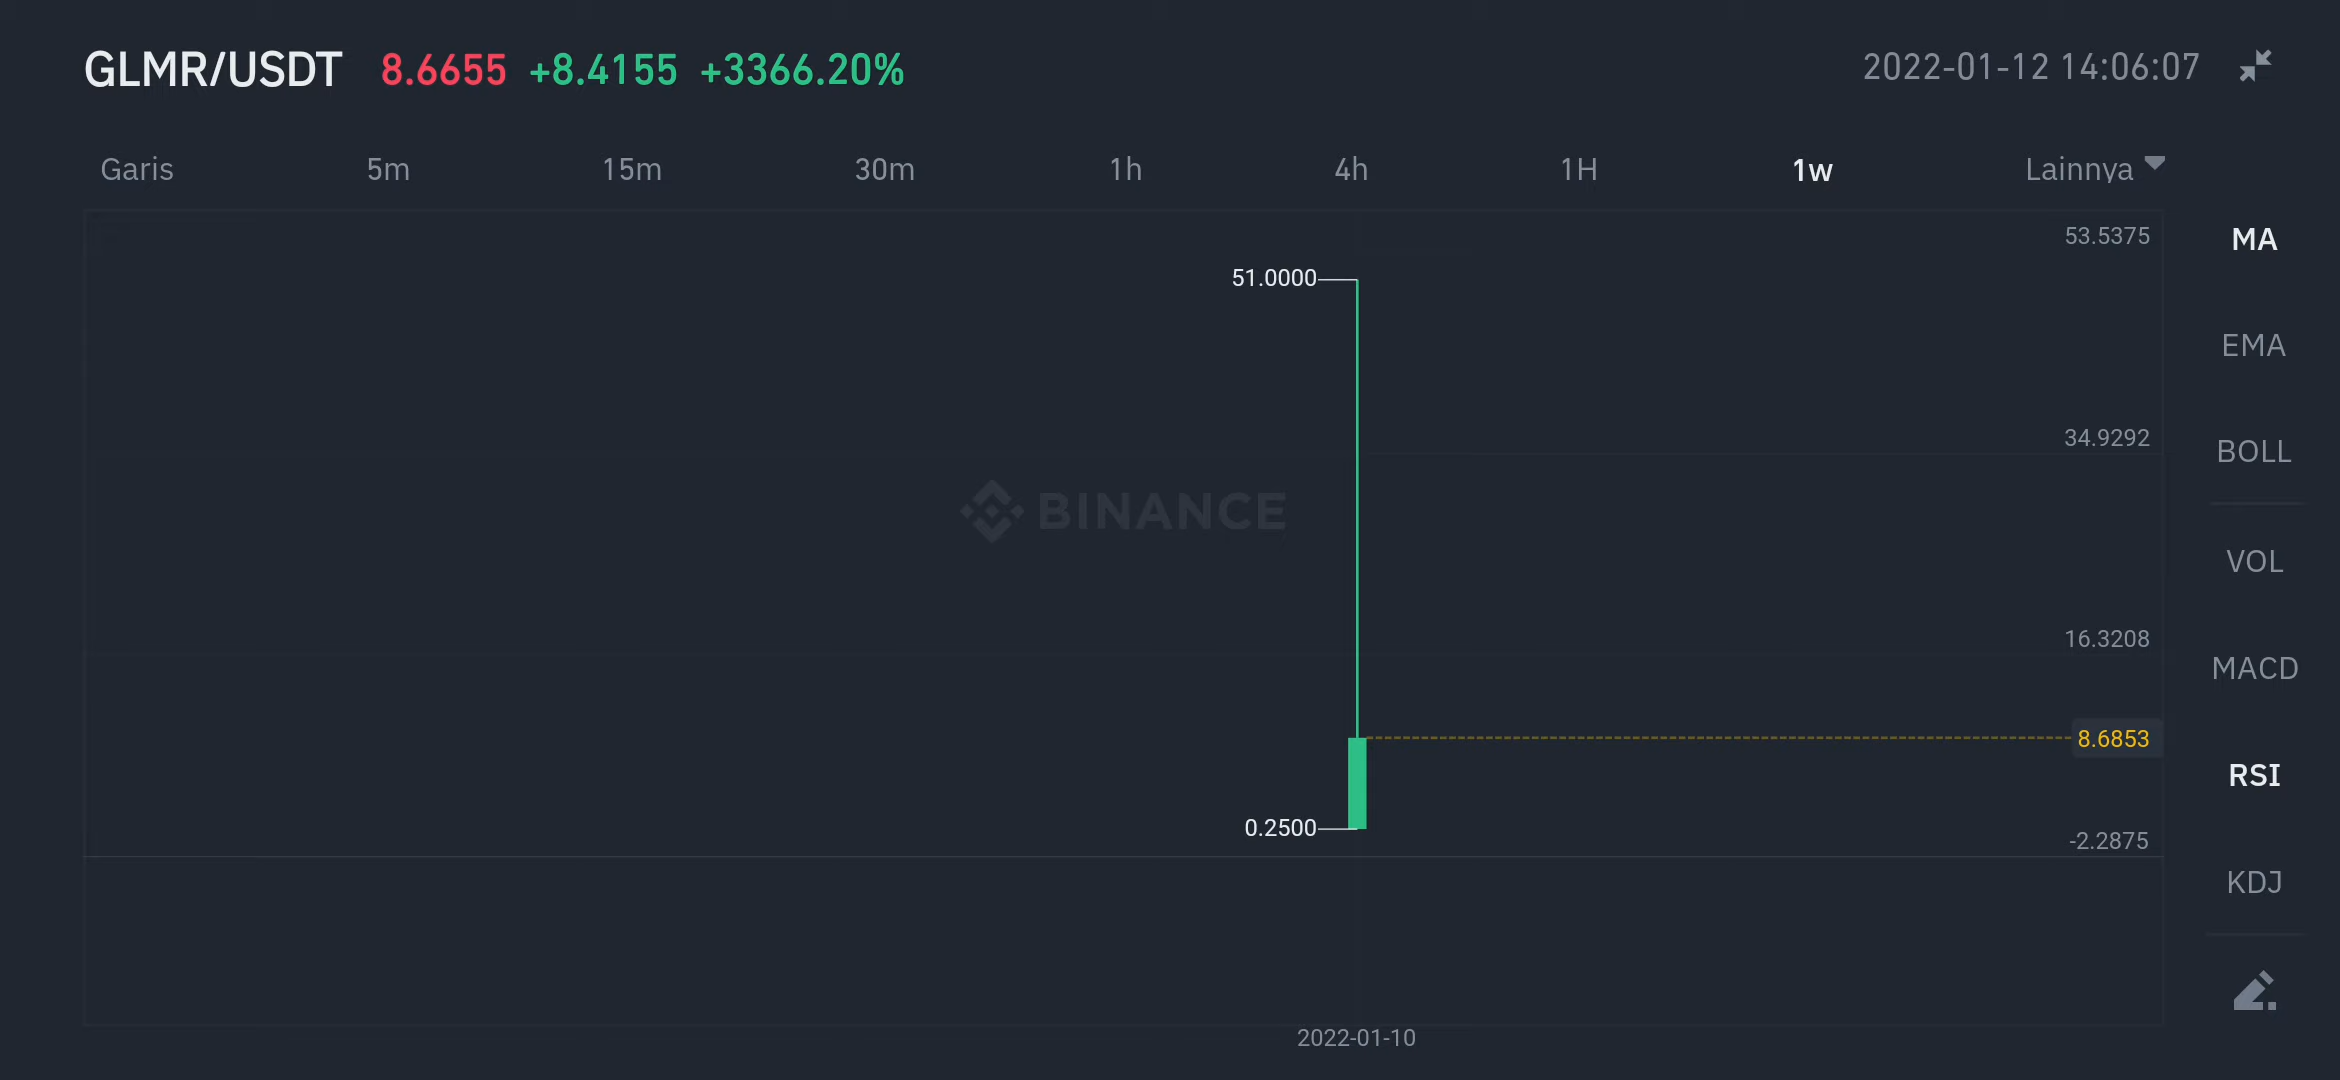 GLMR/USDT 8.6655 +8.4155 +3366.20% 2022-01-12 14:06:07
Garis 5m 15m 30m 1h 4h 1H 1w Lainnya
53.5375
MA
51.0000
EMA
34.9292
BOLL
BINANCE
VOL
16.3208
MACD
8.6853
RSI
0.2500
-2.2875
KDJ
2022-01-10